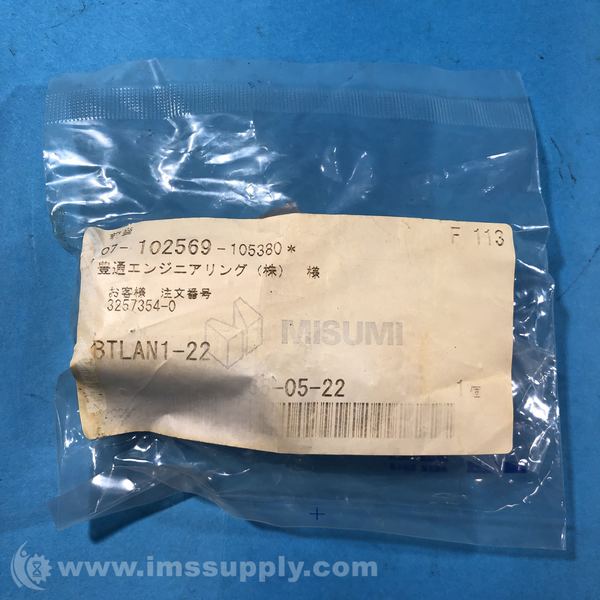 07-102569-105380* F 113
豊通エンジニアリング (株) 様
お客様 注文番号
3257354-0
MISUMI
BTLAN1-22
-05-22 1個
www.imssupply.com